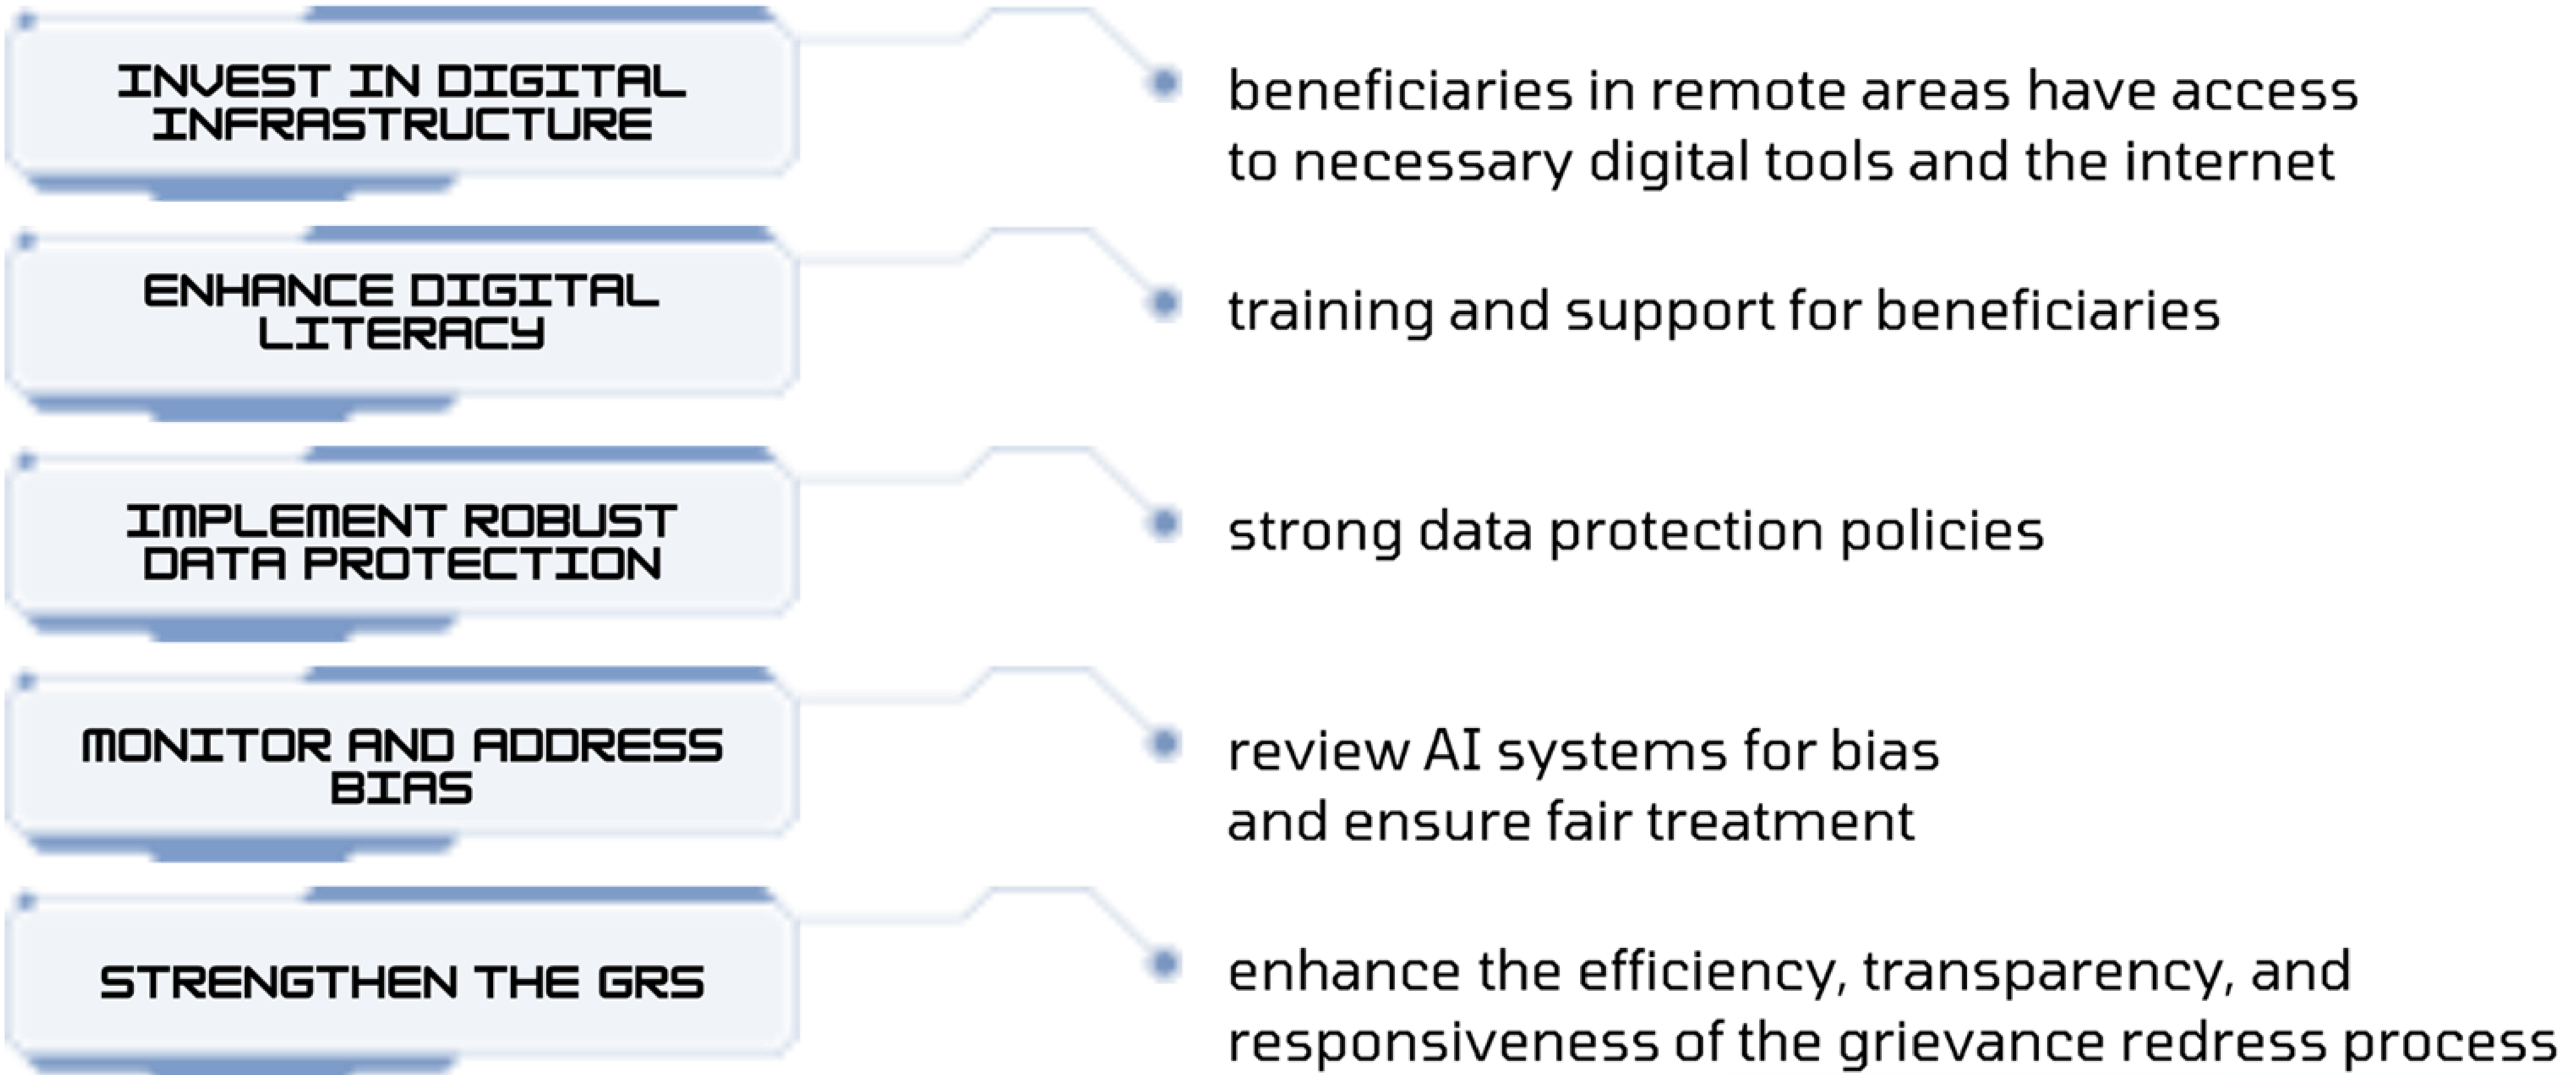 INVEST IN DIGITAL
INFRASTRUCTURE
beneficiaries in remote areas have access
to necessary digital tools and the internet
ENHANCE DIGITAL
LITERACY
training and support for beneficiaries
IMPLEMENT ROBUST
DATA PROTECTION
strong data protection policies
MONITOR AND ADDRESS
BIAS
review AI systems for bias
and ensure fair treatment
STRENGTHEN THE GRS
enhance the efficiency, transparency, and
responsiveness of the grievance redress process